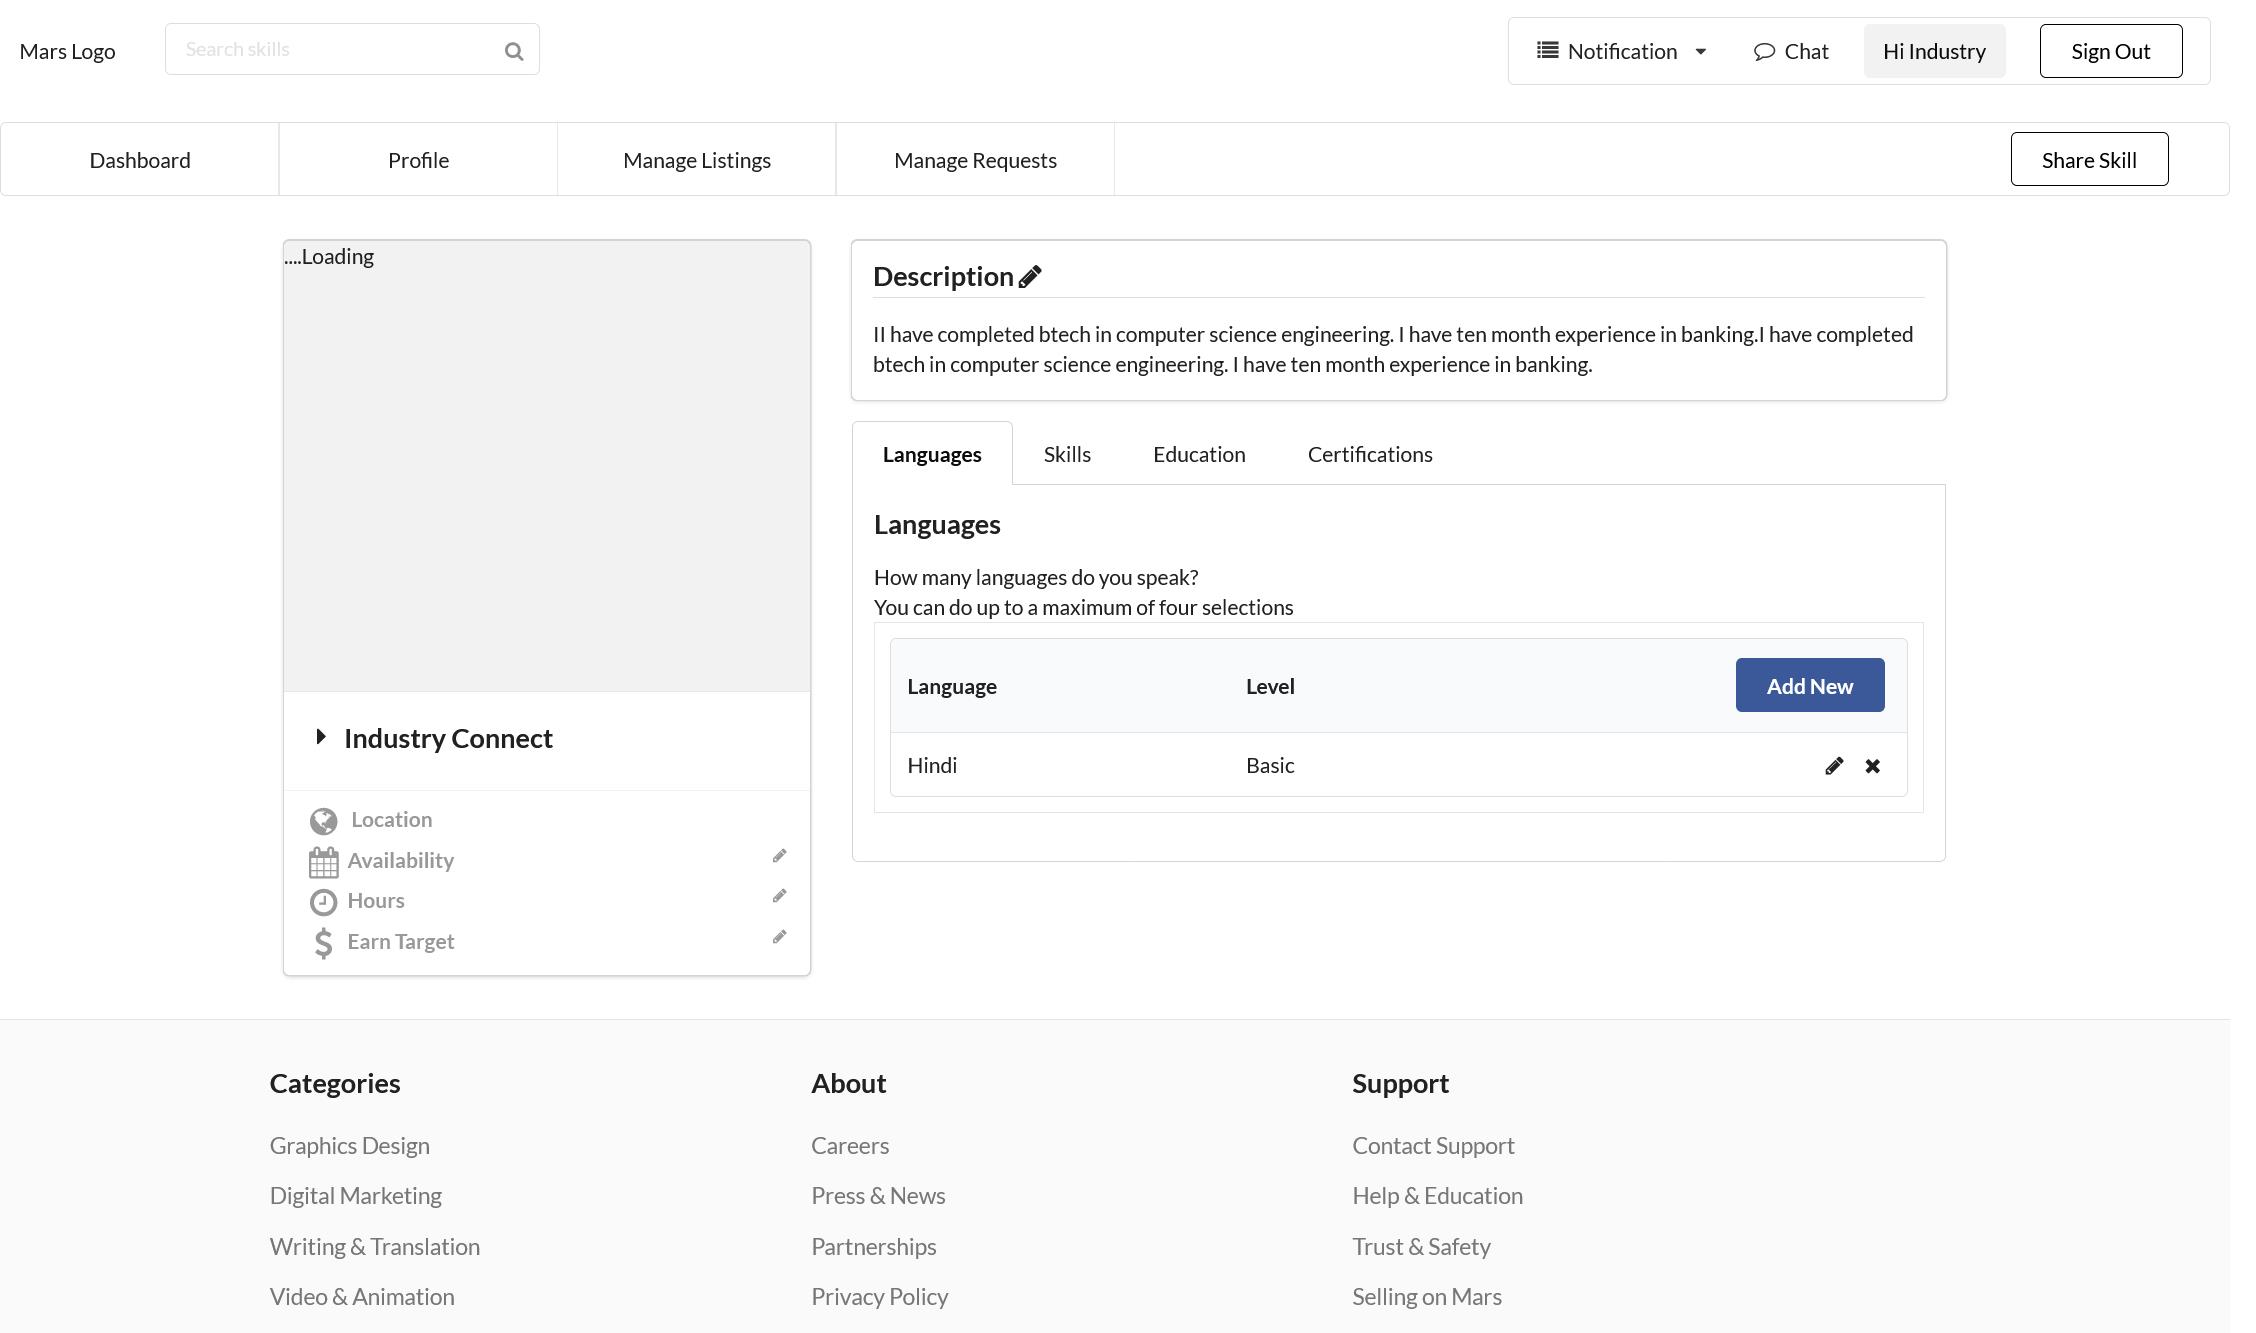 Mars Logo
Search skills
Notification
Chat
Hi Industry
Sign Out
Dashboard
Profile
Manage Listings
Manage Requests
Share Skill
....Loading
Industry Connect
Location
Availability
Hours
Earn Target
Description
II have completed btech in computer science engineering. I have ten month experience in banking.I have completed
btech in computer science engineering. I have ten month experience in banking.
Languages
Skills
Education
Certifications
Languages
How many languages do you speak?
You can do up to a maximum of four selections
Language
Level
Add New
Hindi
Basic
Categories
Graphics Design
Digital Marketing
Writing & Translation
Video & Animation
About
Careers
Press & News
Partnerships
Privacy Policy
Support
Contact Support
Help & Education
Trust & Safety
Selling on Mars